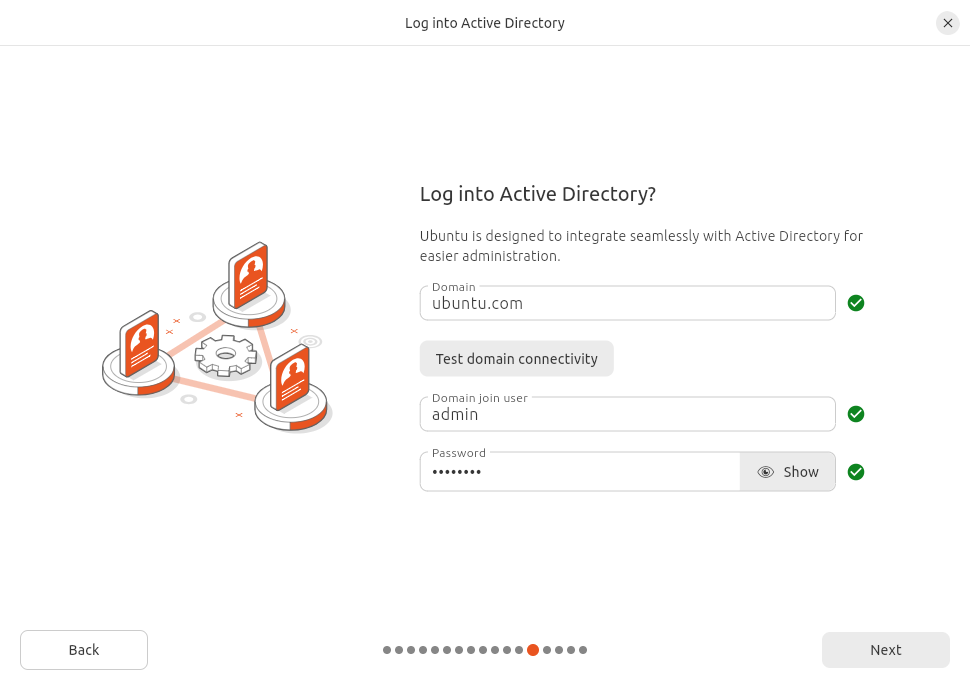 Log into Active Directory
Log into Active Directory?
Ubuntu is designed to integrate seamlessly with Active Directory for
easier administration.
Domain
ubuntu.com
Test domain connectivity
Domain join user
admin
Password
••••••••
Show
Back
Next